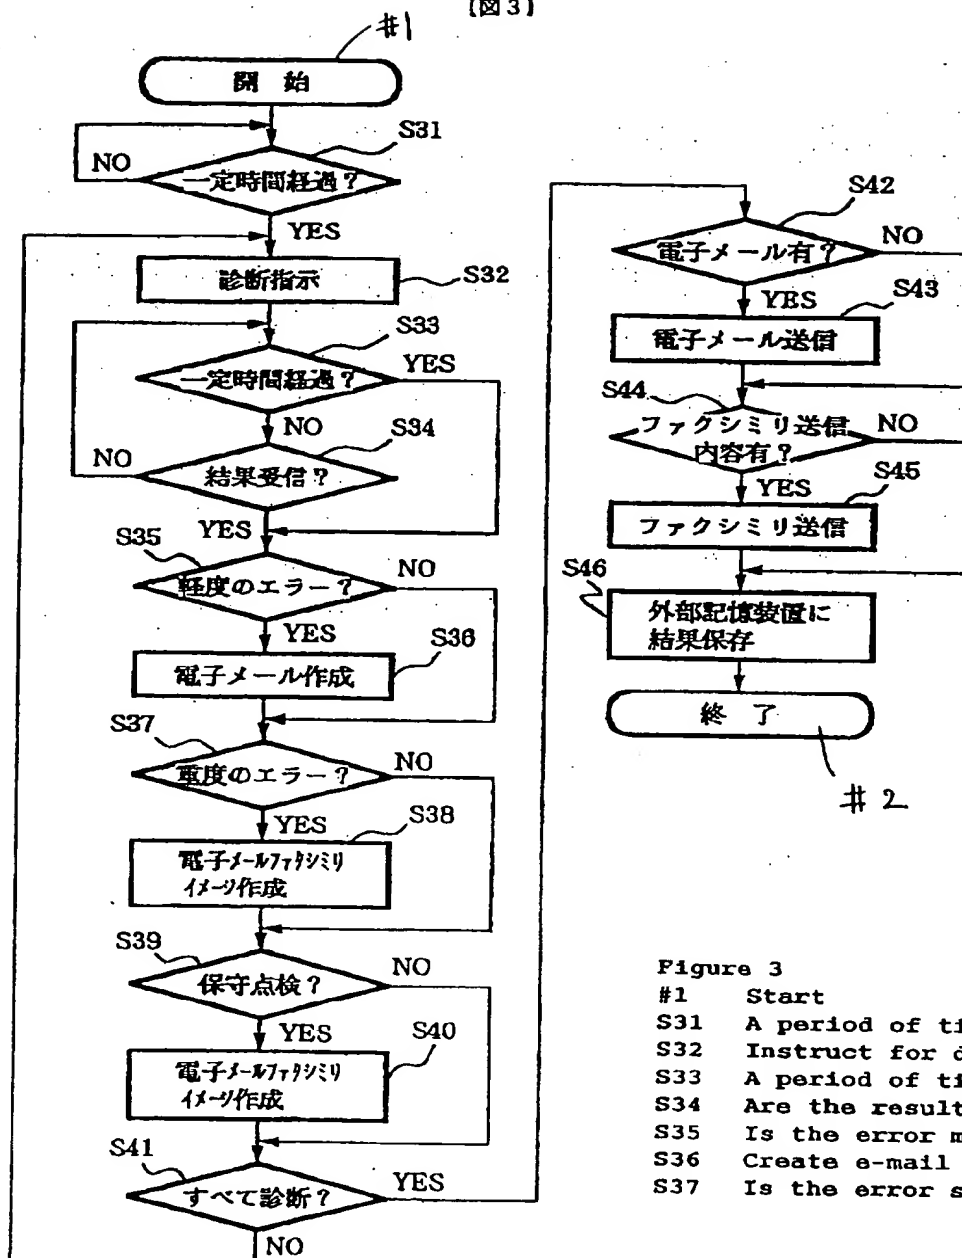 【図3】
#1
開 始
S31
NO
一定時間経過?
YES
診断指示
S32
S33
一定時間経過?
YES
NO
S34
NO
結果受信?
YES
S35
軽度のエラー?
NO
YES
S36
電子メール作成
S37
重度のエラー?
NO
YES
S38
電子メールファクシミリ
イメージ作成
S39
保守点検?
NO
YES
S40
電子メールファクシミリ
イメージ作成
S41
すべて診断?
YES
NO
S42
電子メール有?
NO
YES
S43
電子メール送信
S44
ファクシミリ送信
内容有?
NO
YES
S45
ファクシミリ送信
S46
外部記憶装置に
結果保存
終 了
#2
Figure 3
#1 Start
S31 A period of
S32 Instruct for
S33 A period of
S34 Are the
S35 Is the error
S36 Create e-mail
S37 Is the error